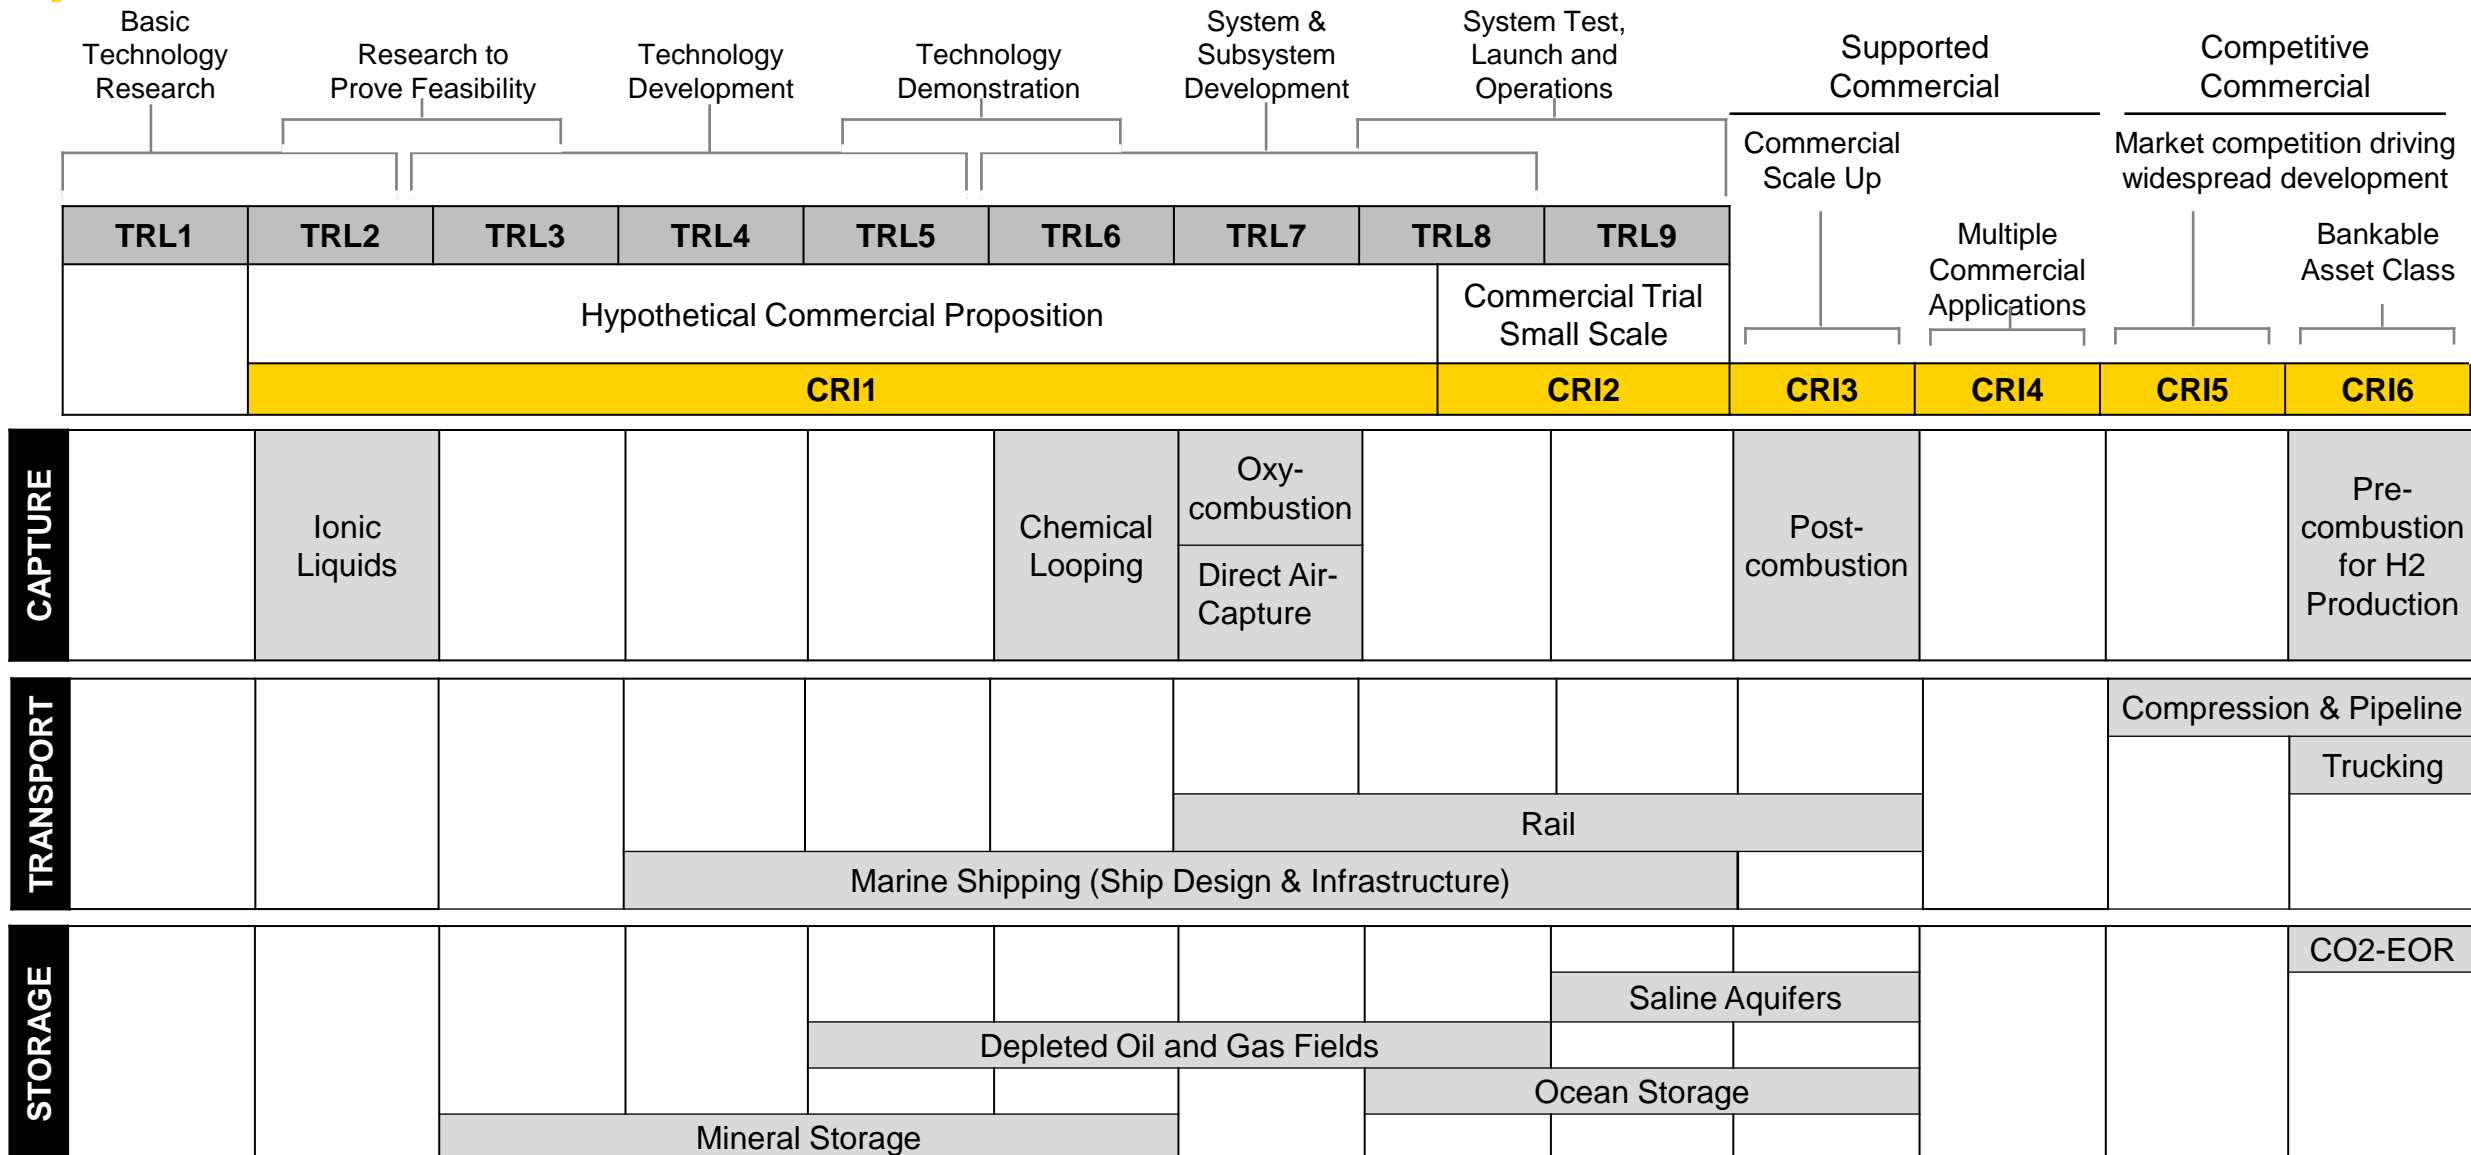 Basic
Technology
Research
Research to
Prove Feasibility
Technology
Development
Technology
Demonstration
System &
Subsystem
Development
System Test,
Launch and
Operations
Supported
Commercial
Competitive
Commercial
Commercial
Scale Up
Market competition driving
widespread development
Multiple
Commercial
Applications
Bankable
Asset Class
TRL1 TRL2 TRL3 TRL4 TRL5 TRL6 TRL7 TRL8 TRL9
Hypothetical Commercial Proposition
Commercial Trial
Small Scale
CRI1 CRI2 CRI3 CRI4 CRI5 CRI6
CAPTURE
Ionic
Liquids
Chemical
Looping
Oxy-
combustion
Direct Air-
Capture
Post-
combustion
Pre-
combustion
for H2
Production
TRANSPORT
Compression & Pipeline
Trucking
Rail
Marine Shipping (Ship Design & Infrastructure)
STORAGE
CO2-EOR
Saline Aquifers
Depleted Oil and Gas Fields
Ocean Storage
Mineral Storage